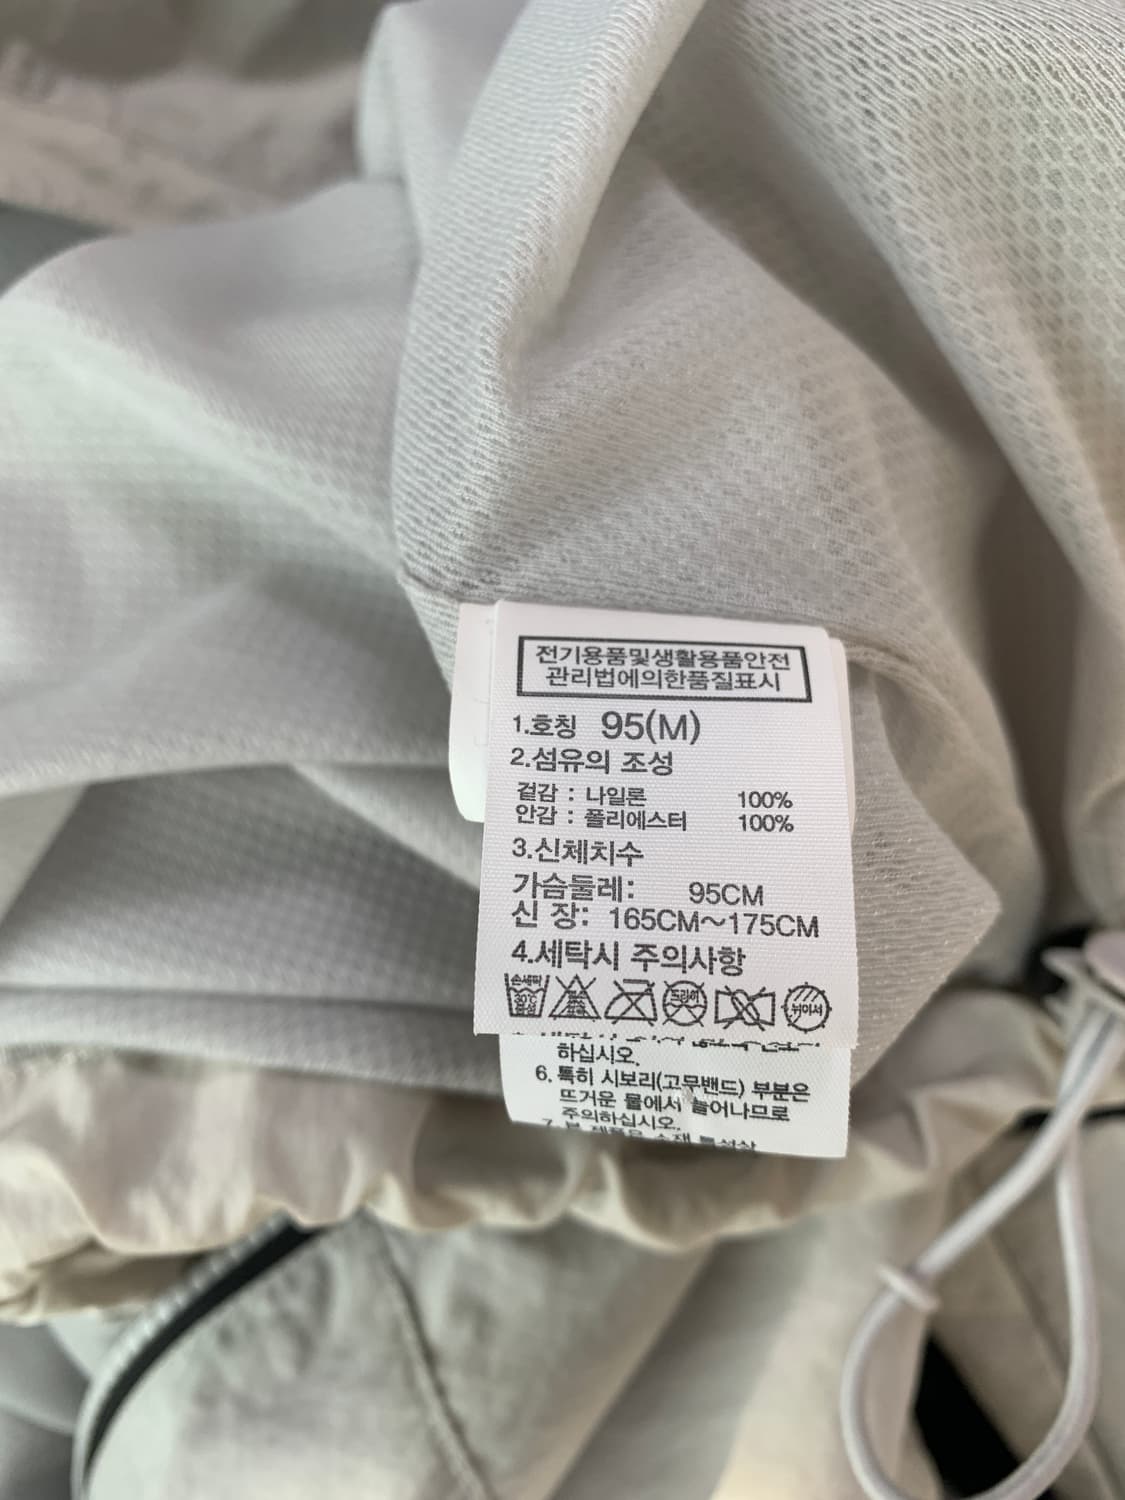 전기용품및생활용품안전
관리법에의한품질표시
1.호칭 95(M)
2.섬유의 조성
겉감 : 나일론 100%
안감 : 폴리에스터 100%
3.신체치수
가슴둘레: 95CM
신 장: 165CM~175CM
4.세탁시 주의사항
손세탁 30℃ 중성 드라이 뉘어서
하십시오.
6. 특히 시보리(고무밴드) 부분은
뜨거운 물에서 늘어나므로
주의하십시오.